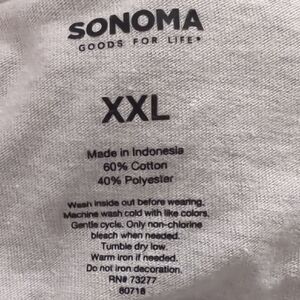 SONOMA
GOODS FOR LIFE+
XXL
Made in Indonesia
60% Cotton
40% Polyester
Wash inside out before wearing.
Machine wash cold with like colors.
Gentle cycle. Only non-chlorine
bleach when needed.
Tumble dry low.
Warm iron if needed.
Do not iron decoration.
RN# 73277
80718